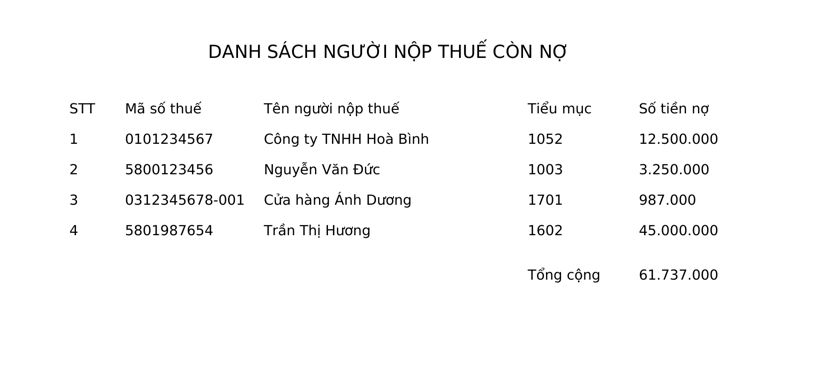 DANH SÁCH NGƯỜI NỘP THUẾ CÒN NỢ
STT Mã số thuế Tên người nộp thuế Tiểu mục Số tiền nợ
1 0101234567 Công ty TNHH Hoà Bình 1052 12.500.000
2 5800123456 Nguyễn Văn Đức 1003 3.250.000
3 0312345678-001 Cửa hàng Ánh Dương 1701 987.000
4 5801987654 Trần Thị Hương 1602 45.000.000
Tổng cộng 61.737.000